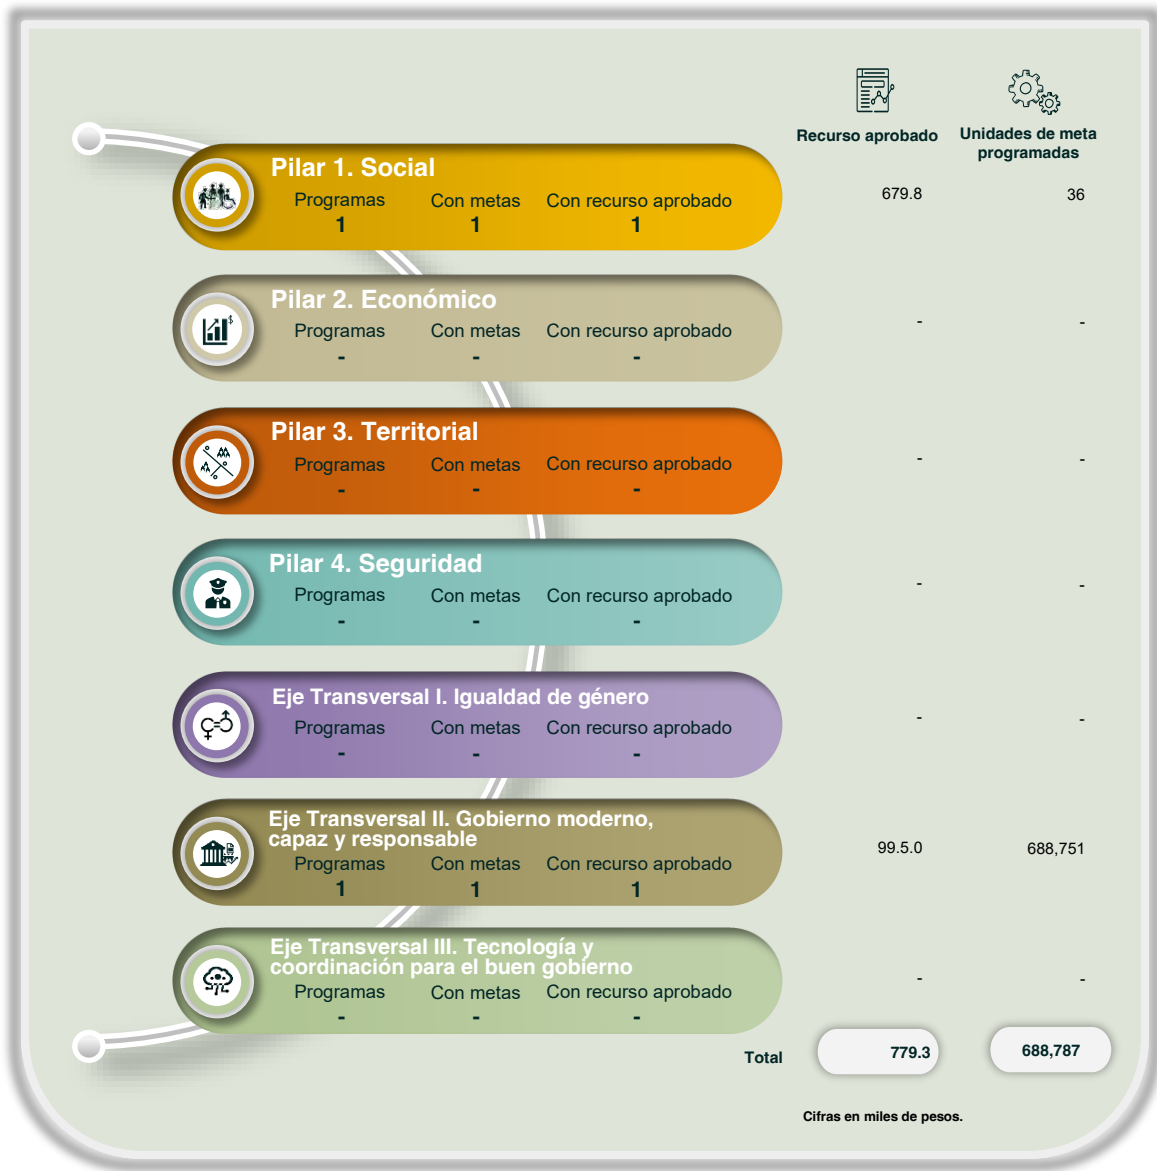 Recurso aprobado
Unidades de meta
programadas
Pilar 1. Social
Programas Con metas Con recurso aprobado
1 1 1
679.8 36
Pilar 2. Económico
Programas Con metas Con recurso aprobado
- - -
- -
Pilar 3. Territorial
Programas Con metas Con recurso aprobado
- - -
- -
Pilar 4. Seguridad
Programas Con metas Con recurso aprobado
- - -
- -
Eje Transversal I. Igualdad de género
Programas Con metas Con recurso aprobado
- - -
- -
Eje Transversal II. Gobierno moderno,
capaz y responsable
Programas Con metas Con recurso aprobado
1 1 1
99.5.0 688,751
Eje Transversal III. Tecnología y
coordinación para el buen gobierno
Programas Con metas Con recurso aprobado
- - -
- -
Total 779.3 688,787
Cifras en miles de pesos.